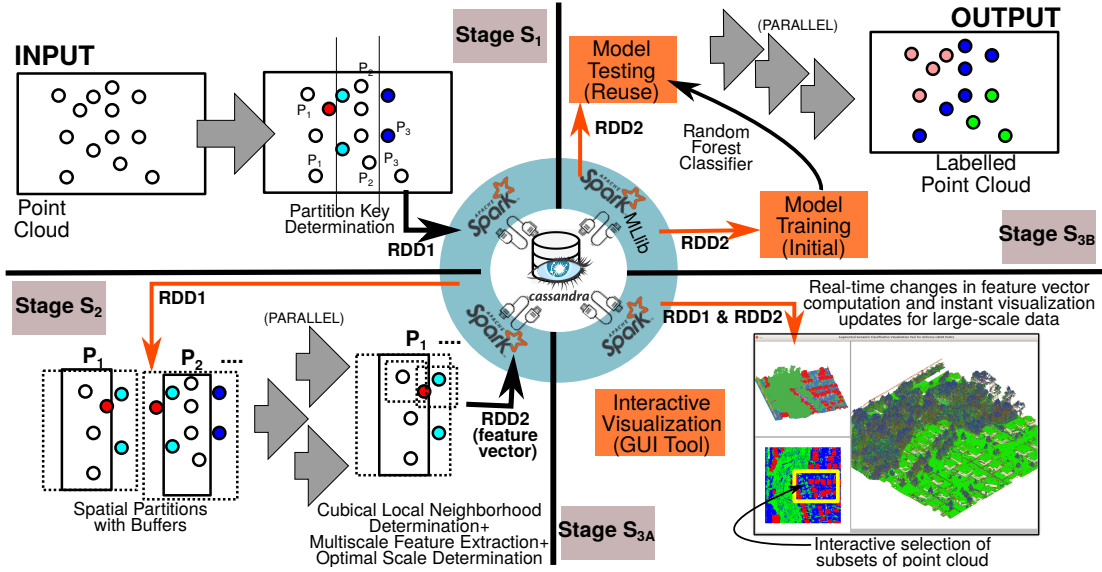 INPUT
Stage S1
Point
Cloud
P1
P2
P3
P1
P2
P3
Partition Key
Determination
RDD1
APACHE
Spark
APACHE
Spark
MLlib
cassandra
APACHE
Spark
APACHE
Spark
Model
Testing
(Reuse)
RDD2
(PARALLEL)
OUTPUT
Random
Forest
Classifier
Labelled
Point Cloud
RDD2
Model
Training
(Initial)
Stage S3B
Stage S2
RDD1
P1
P2
....
Spatial Partitions
with Buffers
(PARALLEL)
P1
....
RDD2
(feature
vector)
Cubical Local Neighborhood
Determination+
Multiscale Feature Extraction+
Optimal Scale Determination
Stage S3A
RDD1 & RDD2
Interactive
Visualization
(GUI Tool)
Real-time changes in feature vector
computation and instant visualization
updates for large-scale data
Interactive selection of
subsets of point cloud